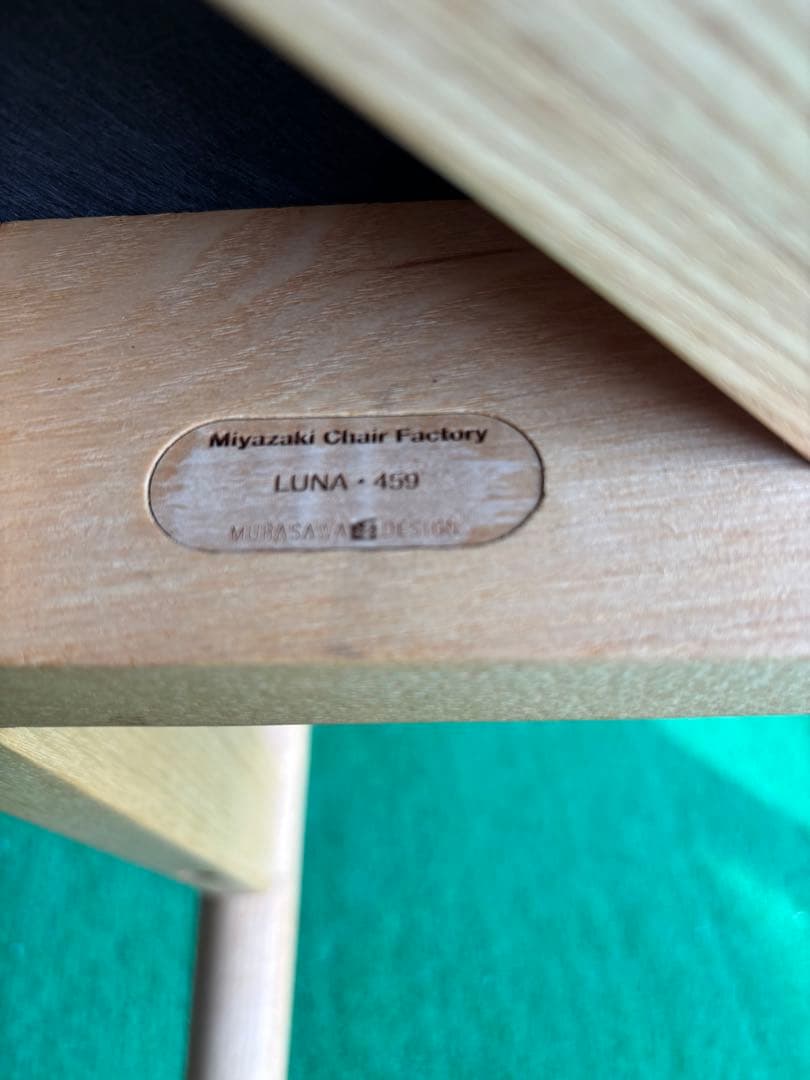 Miyazaki Chair Factory
LUNA・459
MURASAWA DESIGN